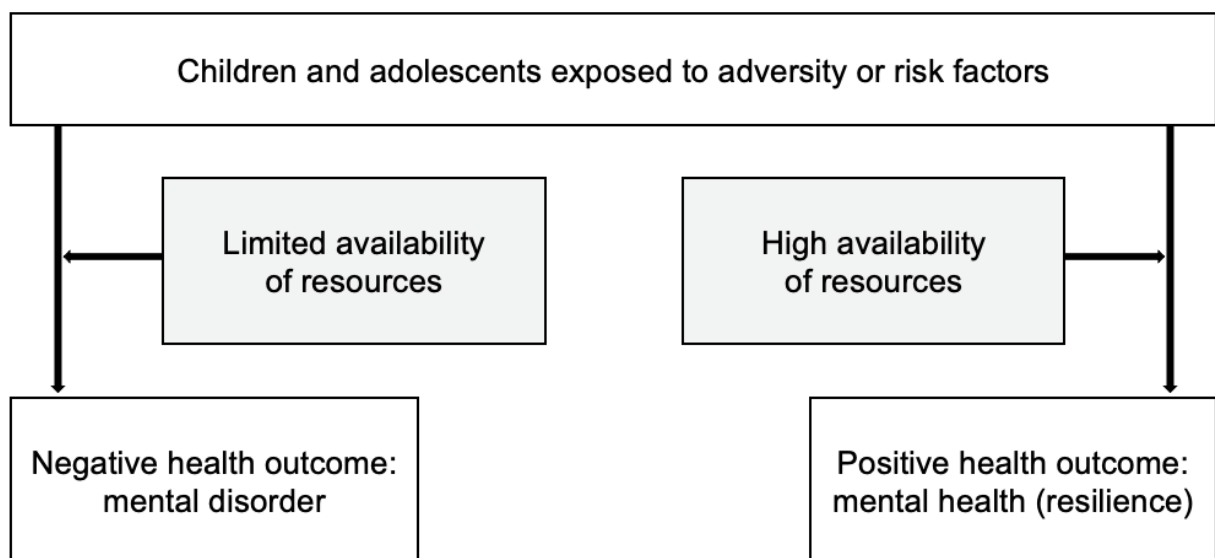 Children and adolescents exposed to adversity or risk factors
Limited availability
of resources
High availability
of resources
Negative health outcome:
mental disorder
Positive health outcome:
mental health (resilience)